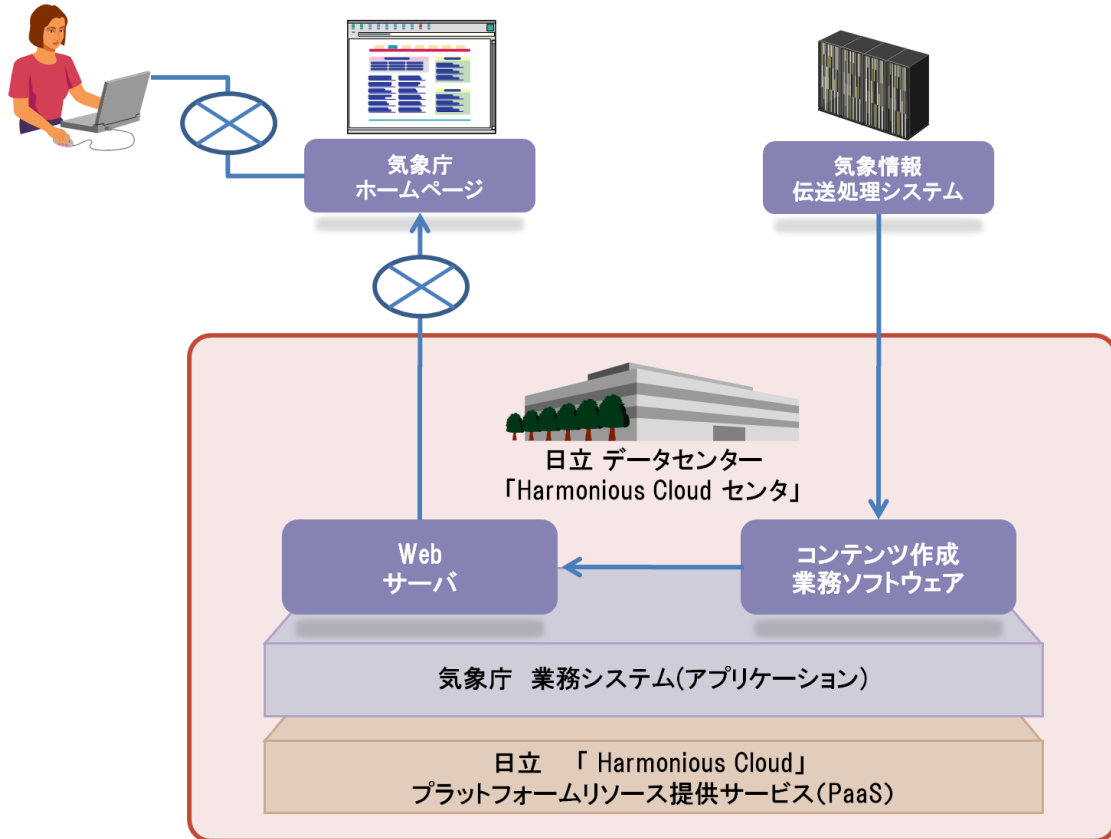 気象庁
ホームページ
気象情報
伝送処理システム
日立 データセンター
「Harmonious Cloud センタ」
Web
サーバ
コンテンツ作成
業務ソフトウェア
気象庁 業務システム(アプリケーション)
日立 「 Harmonious Cloud」
プラットフォームリソース提供サービス(PaaS)